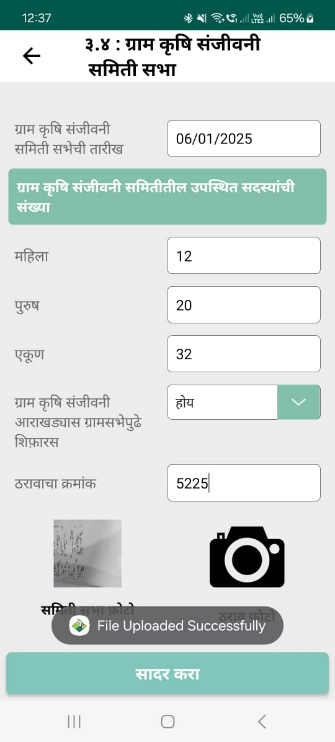 12:37
65%
३.४ : ग्राम कृषि संजीवनी
समिती सभा
ग्राम कृषि संजीवनी
समिती सभेची तारीख
06/01/2025
ग्राम कृषि संजीवनी समितीतील उपस्थित सदस्यांची
संख्या
महिला
12
पुरुष
20
एकूण
32
ग्राम कृषि संजीवनी
आराखड्यास ग्रामसभेपुढे
शिफ़ारस
होय
ठरावाचा क्रमांक
5225
समिती सभा फोटो
ठराव फोटो
File Uploaded Successfully
सादर करा